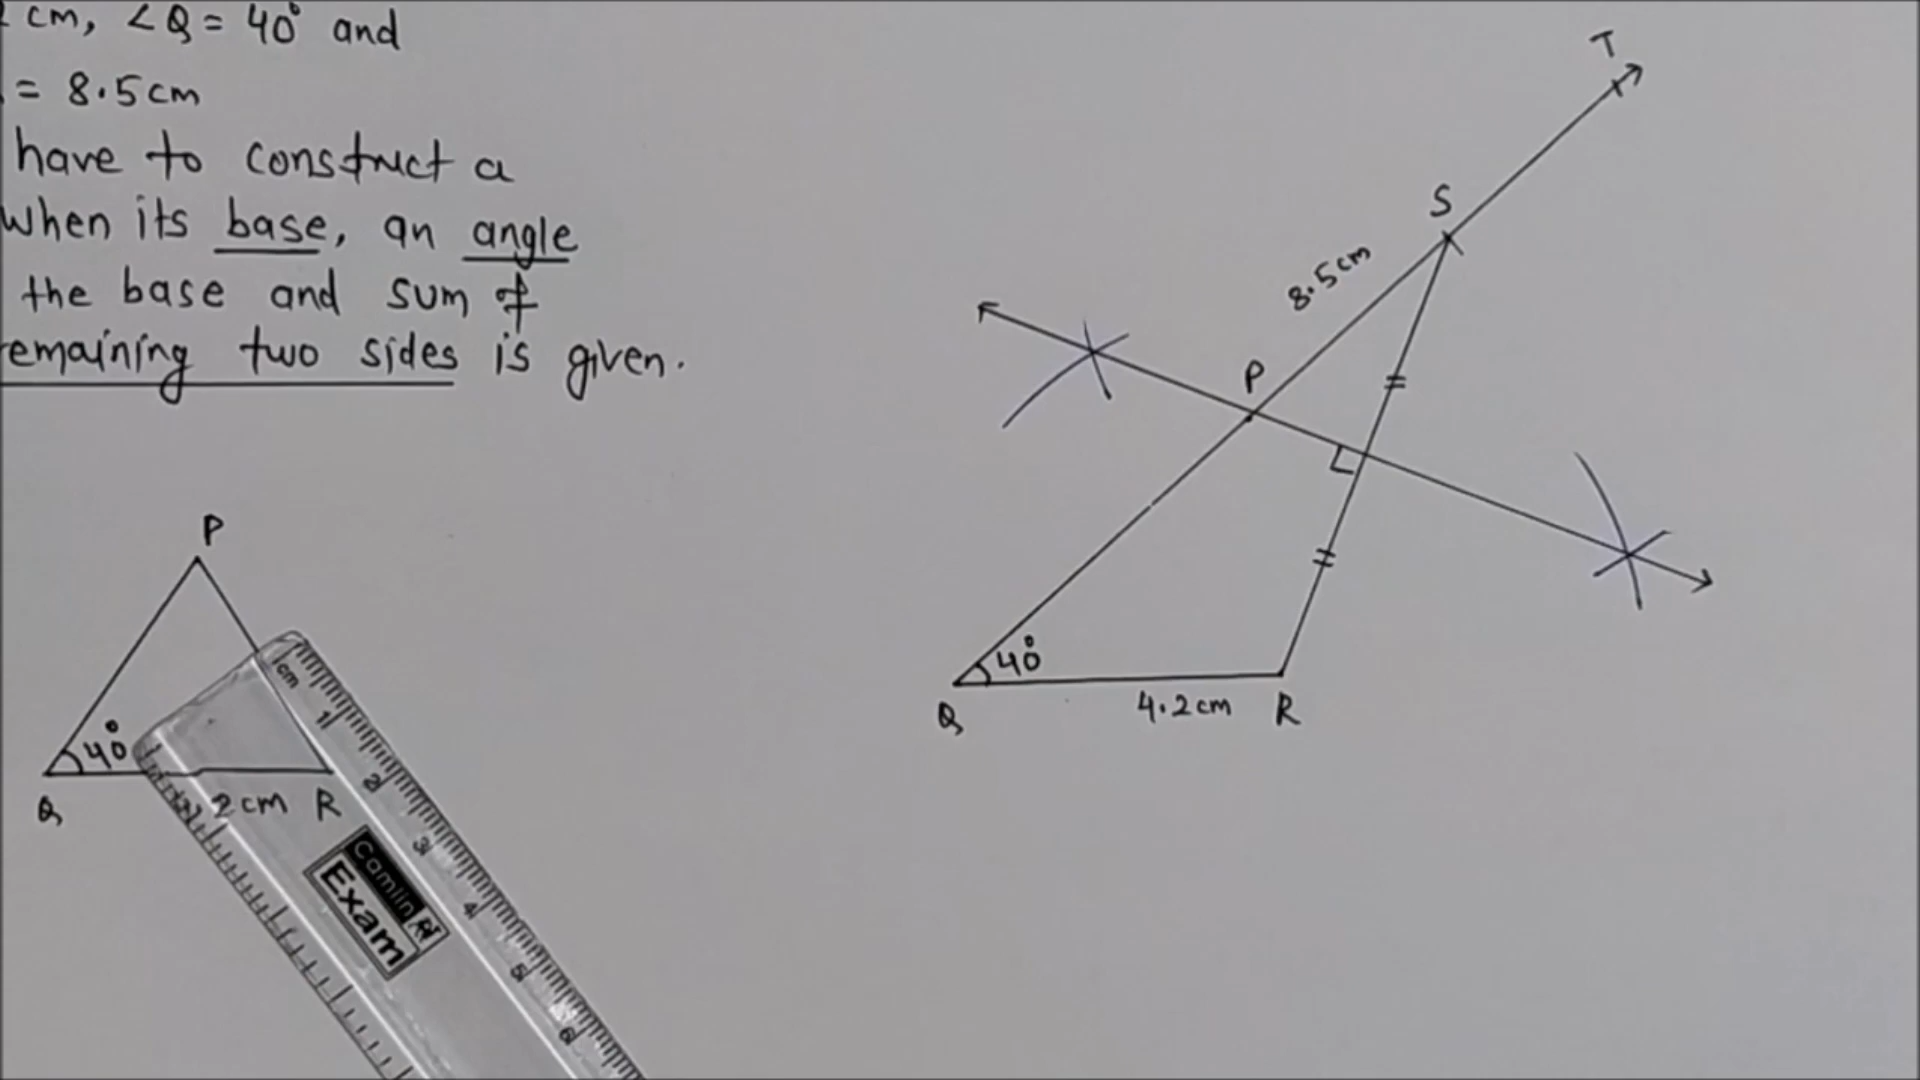 cm, ∠Q = 40° and
= 8.5cm
have to construct a
when its base, an angle
the base and sum of
remaining two sides is given.
T
S
8.5cm
P
40°
Q
4.2cm
R
P
40°
Q
2cm
R
cm
1
2
3
4
5
6
Camlin
Exam